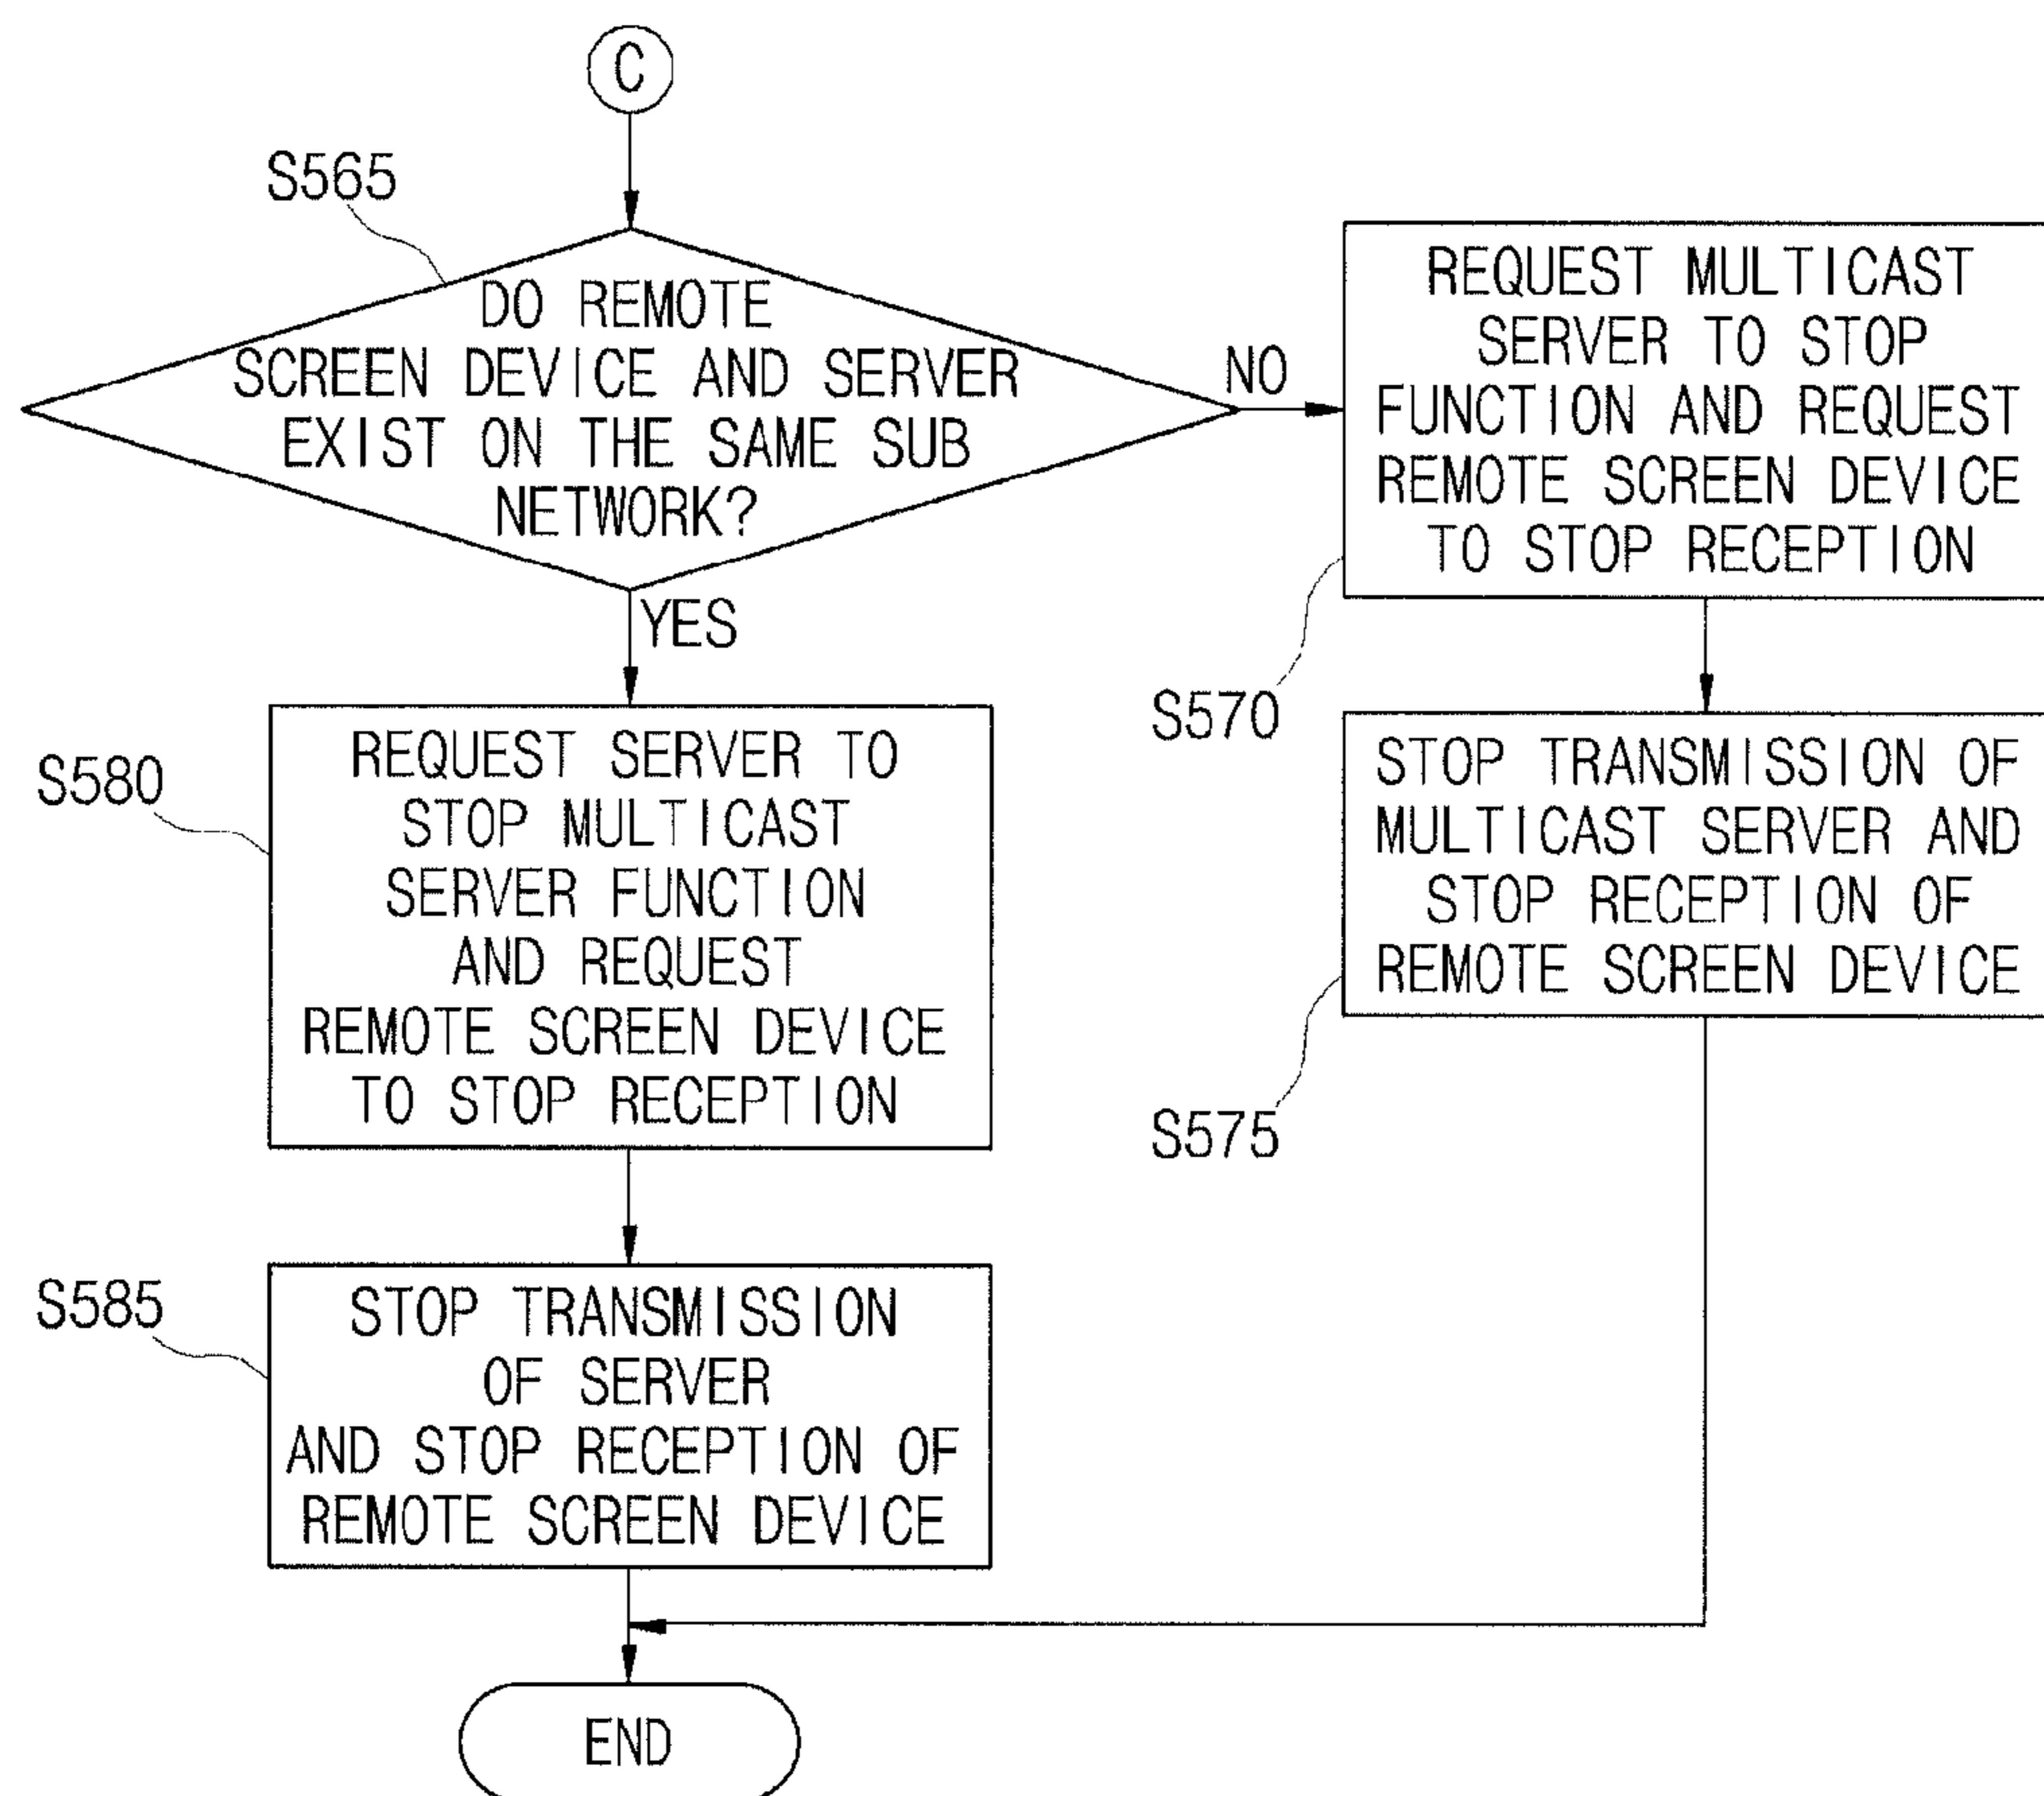 C
S565
DO REMOTE
SCREEN DEVICE AND SERVER
EXIST ON THE SAME SUB
NETWORK?
NO
YES
REQUEST MULTICAST
SERVER TO STOP
FUNCTION AND REQUEST
REMOTE SCREEN DEVICE
TO STOP RECEPTION
S570
STOP TRANSMISSION OF
MULTICAST SERVER AND
STOP RECEPTION OF
REMOTE SCREEN DEVICE
S575
S580
REQUEST SERVER TO
STOP MULTICAST
SERVER FUNCTION
AND REQUEST
REMOTE SCREEN DEVICE
TO STOP RECEPTION
S585
STOP TRANSMISSION
OF SERVER
AND STOP RECEPTION OF
REMOTE SCREEN DEVICE
END